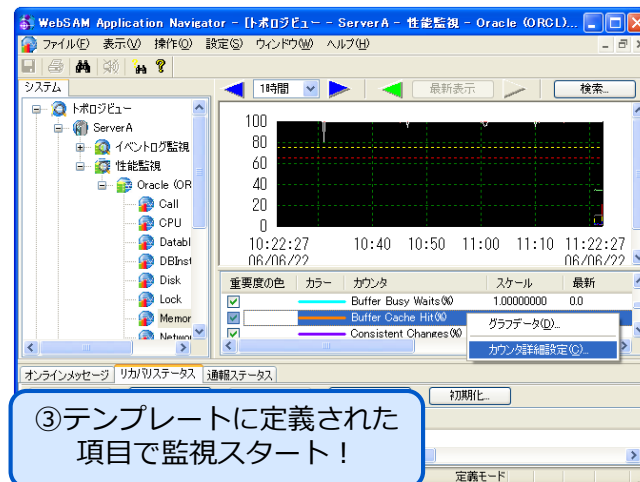 WebSAM Application Navigator - [トポロジビュー - ServerA - 性能監視 - Oracle (ORCL)...
ファイル(F) 表示(V) 操作(O) 設定(S) ウィンドウ(W) ヘルプ(H)
システム
1時間 最新表示 検索...
トポロジビュー
ServerA
イベントログ監視
性能監視
Oracle (OR
Call
CPU
Databl
DBInst
Disk
Lock
Memor
Networ
100
80
60
40
20
0
10:22:27 10:40 10:50 11:00 11:10 11:22:27
06/06/22 06/06/22
重要度の色 カラー カウンタ スケール 最新
Buffer Busy Waits(%) 1.00000000 0.0
Buffer Cache Hit(%)
Consistent Changes(%)
グラフデータ(D)...
カウンタ詳細設定(C)...
オンラインメッセージ リカバリステータス 通報ステータス
初期化...
③テンプレートに定義された
項目で監視スタート！
定義モード